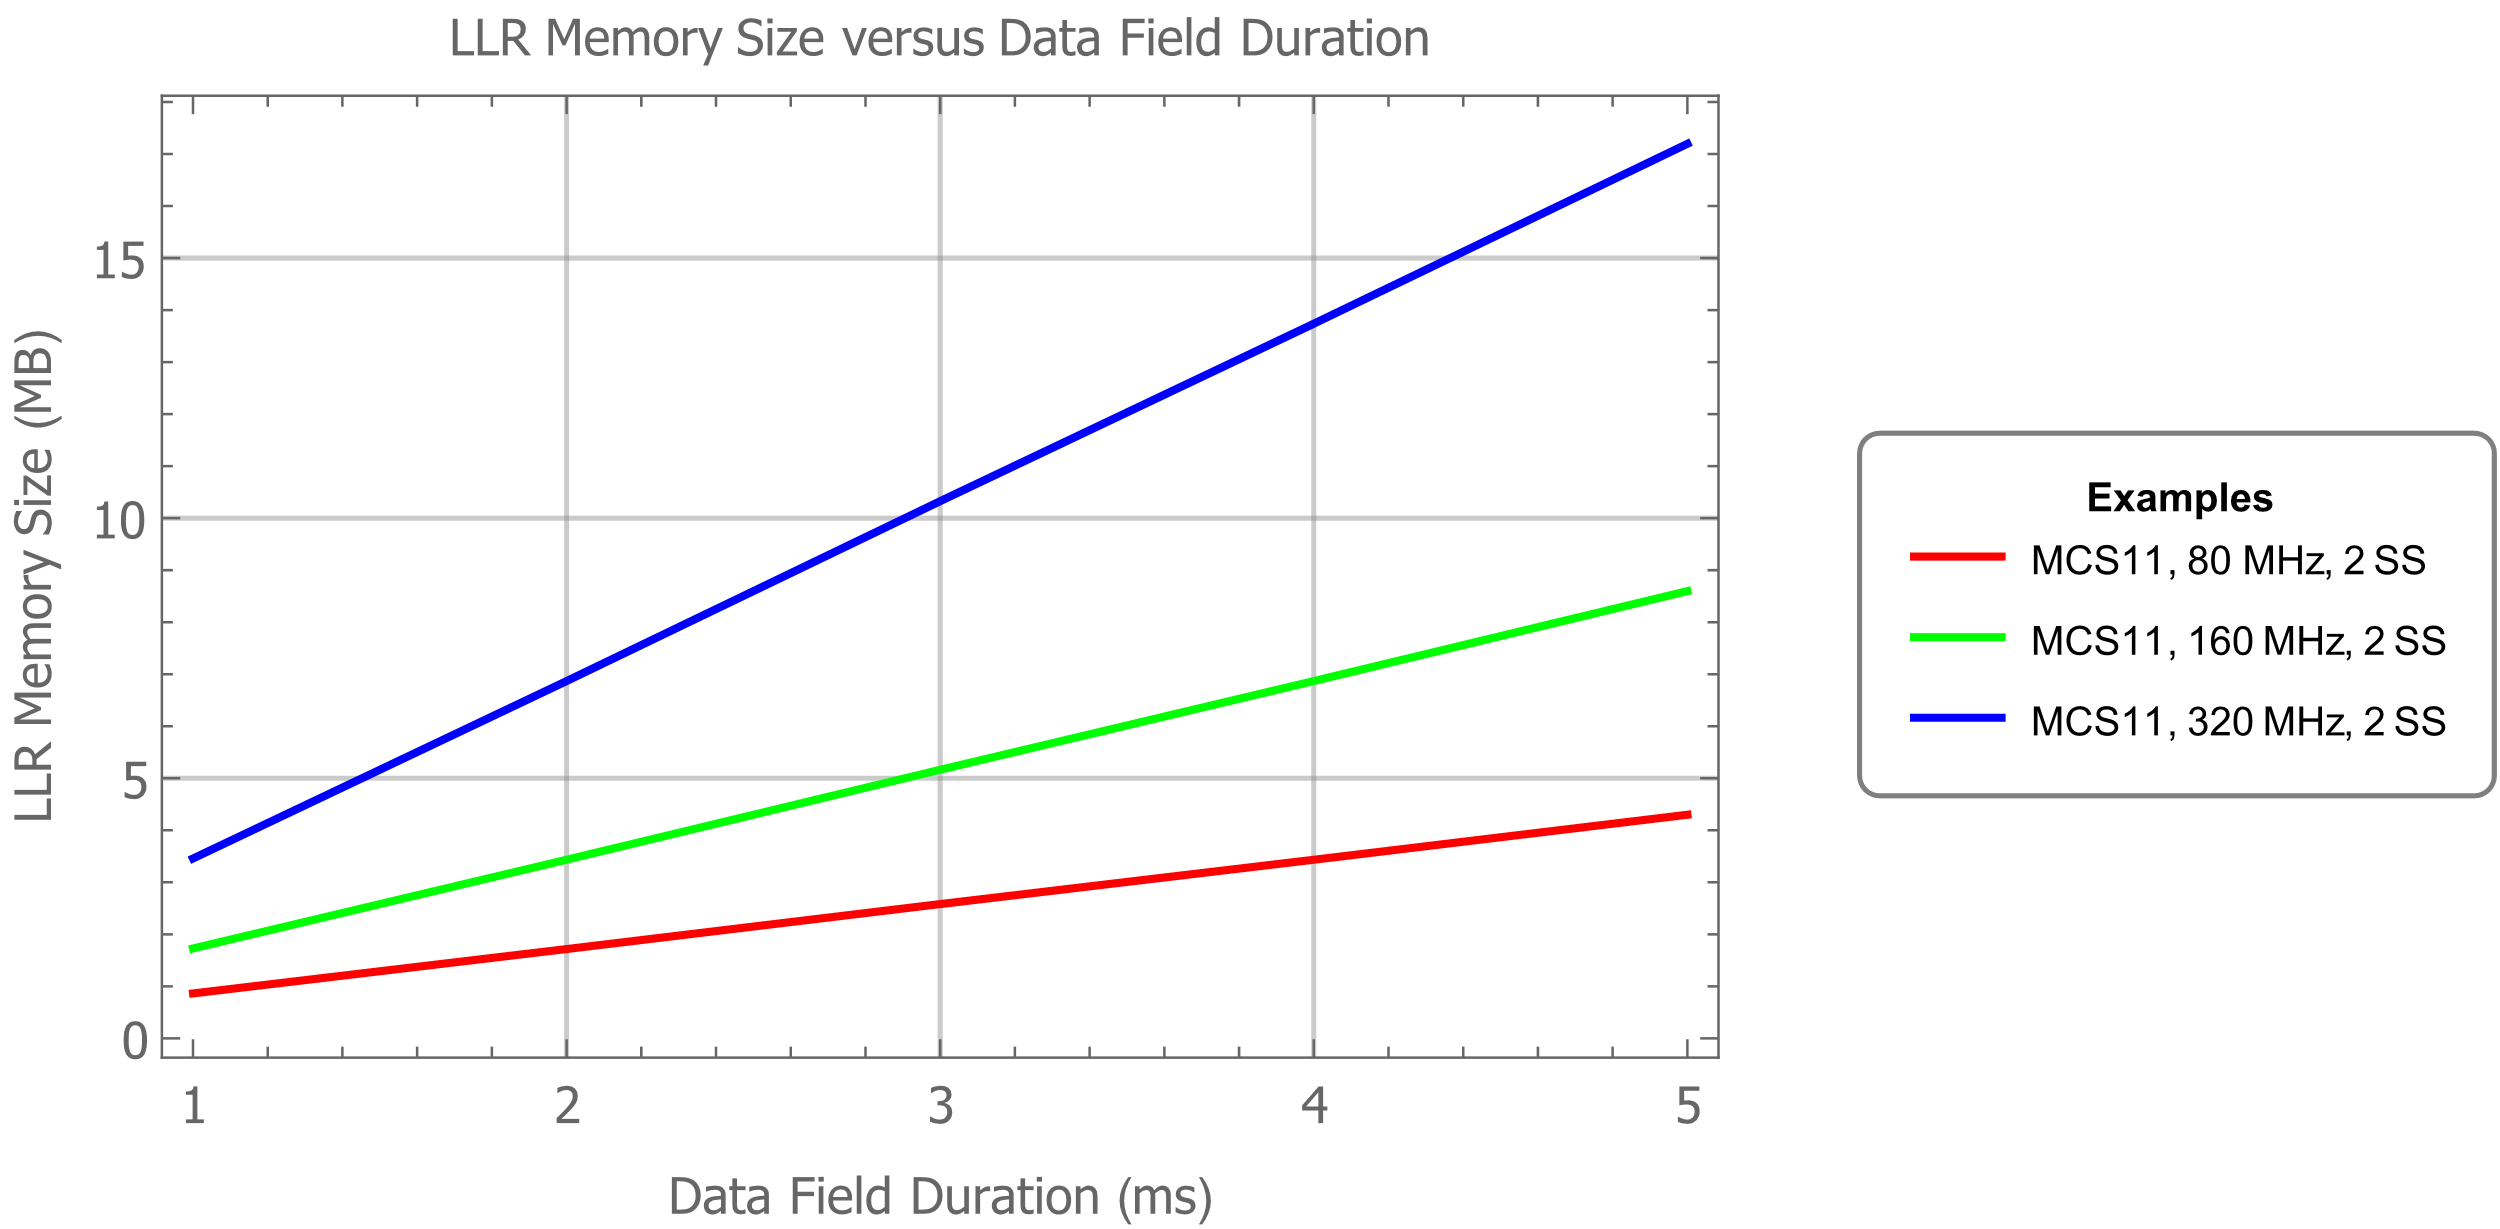 LLR Memory Size versus Data Field Duration
LLR Memory Size (MB)
15
10
5
0
1 2 3 4 5
Data Field Duration (ms)
Examples
MCS11, 80 MHz, 2 SS
MCS11, 160 MHz, 2 SS
MCS11, 320 MHz, 2 SS